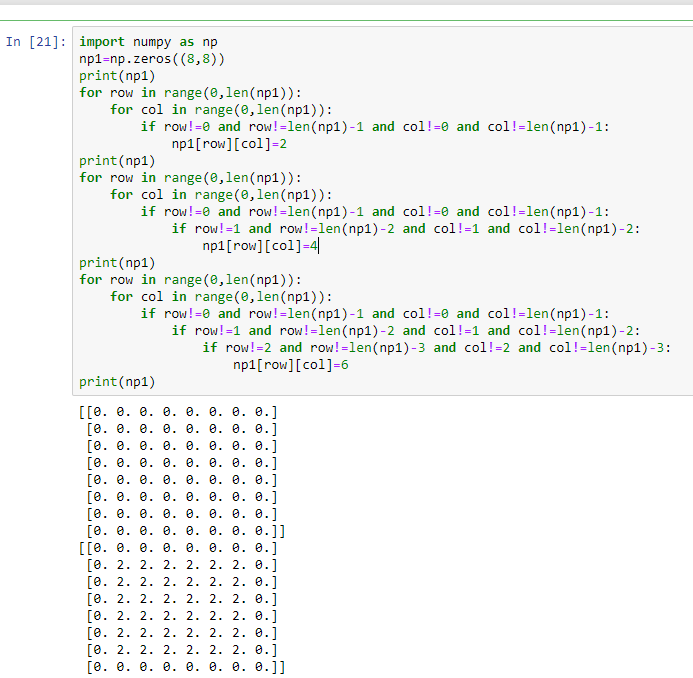 In [21]: import numpy as np
np1=np.zeros((8,8))
print(np1)
for row in range(0,len(np1)):
    for col in range(0,len(np1)):
        if row!=0 and row!=len(np1)-1 and col!=0 and col!=len(np1)-1:
            np1[row][col]=2
print(np1)
for row in range(0,len(np1)):
    for col in range(0,len(np1)):
        if row!=0 and row!=len(np1)-1 and col!=0 and col!=len(np1)-1:
            if row!=1 and row!=len(np1)-2 and col!=1 and col!=len(np1)-2:
                np1[row][col]=4
print(np1)
for row in range(0,len(np1)):
    for col in range(0,len(np1)):
        if row!=0 and row!=len(np1)-1 and col!=0 and col!=len(np1)-1:
            if row!=1 and row!=len(np1)-2 and col!=1 and col!=len(np1)-2:
                if row!=2 and row!=len(np1)-3 and col!=2 and col!=len(np1)-3:
                    np1[row][col]=6
print(np1)
[[0. 0. 0. 0. 0. 0. 0. 0.]
 [0. 0. 0. 0. 0. 0. 0. 0.]
 [0. 0. 0. 0. 0. 0. 0. 0.]
 [0. 0. 0. 0. 0. 0. 0. 0.]
 [0. 0. 0. 0. 0. 0. 0. 0.]
 [0. 0. 0. 0. 0. 0. 0. 0.]
 [0. 0. 0. 0. 0. 0. 0. 0.]
 [0. 0. 0. 0. 0. 0. 0. 0.]]
[[0. 0. 0. 0. 0. 0. 0. 0.]
 [0. 2. 2. 2. 2. 2. 2. 0.]
 [0. 2. 2. 2. 2. 2. 2. 0.]
 [0. 2. 2. 2. 2. 2. 2. 0.]
 [0. 2. 2. 2. 2. 2. 2. 0.]
 [0. 2. 2. 2. 2. 2. 2. 0.]
 [0. 2. 2. 2. 2. 2. 2. 0.]
 [0. 0. 0. 0. 0. 0. 0. 0.]]